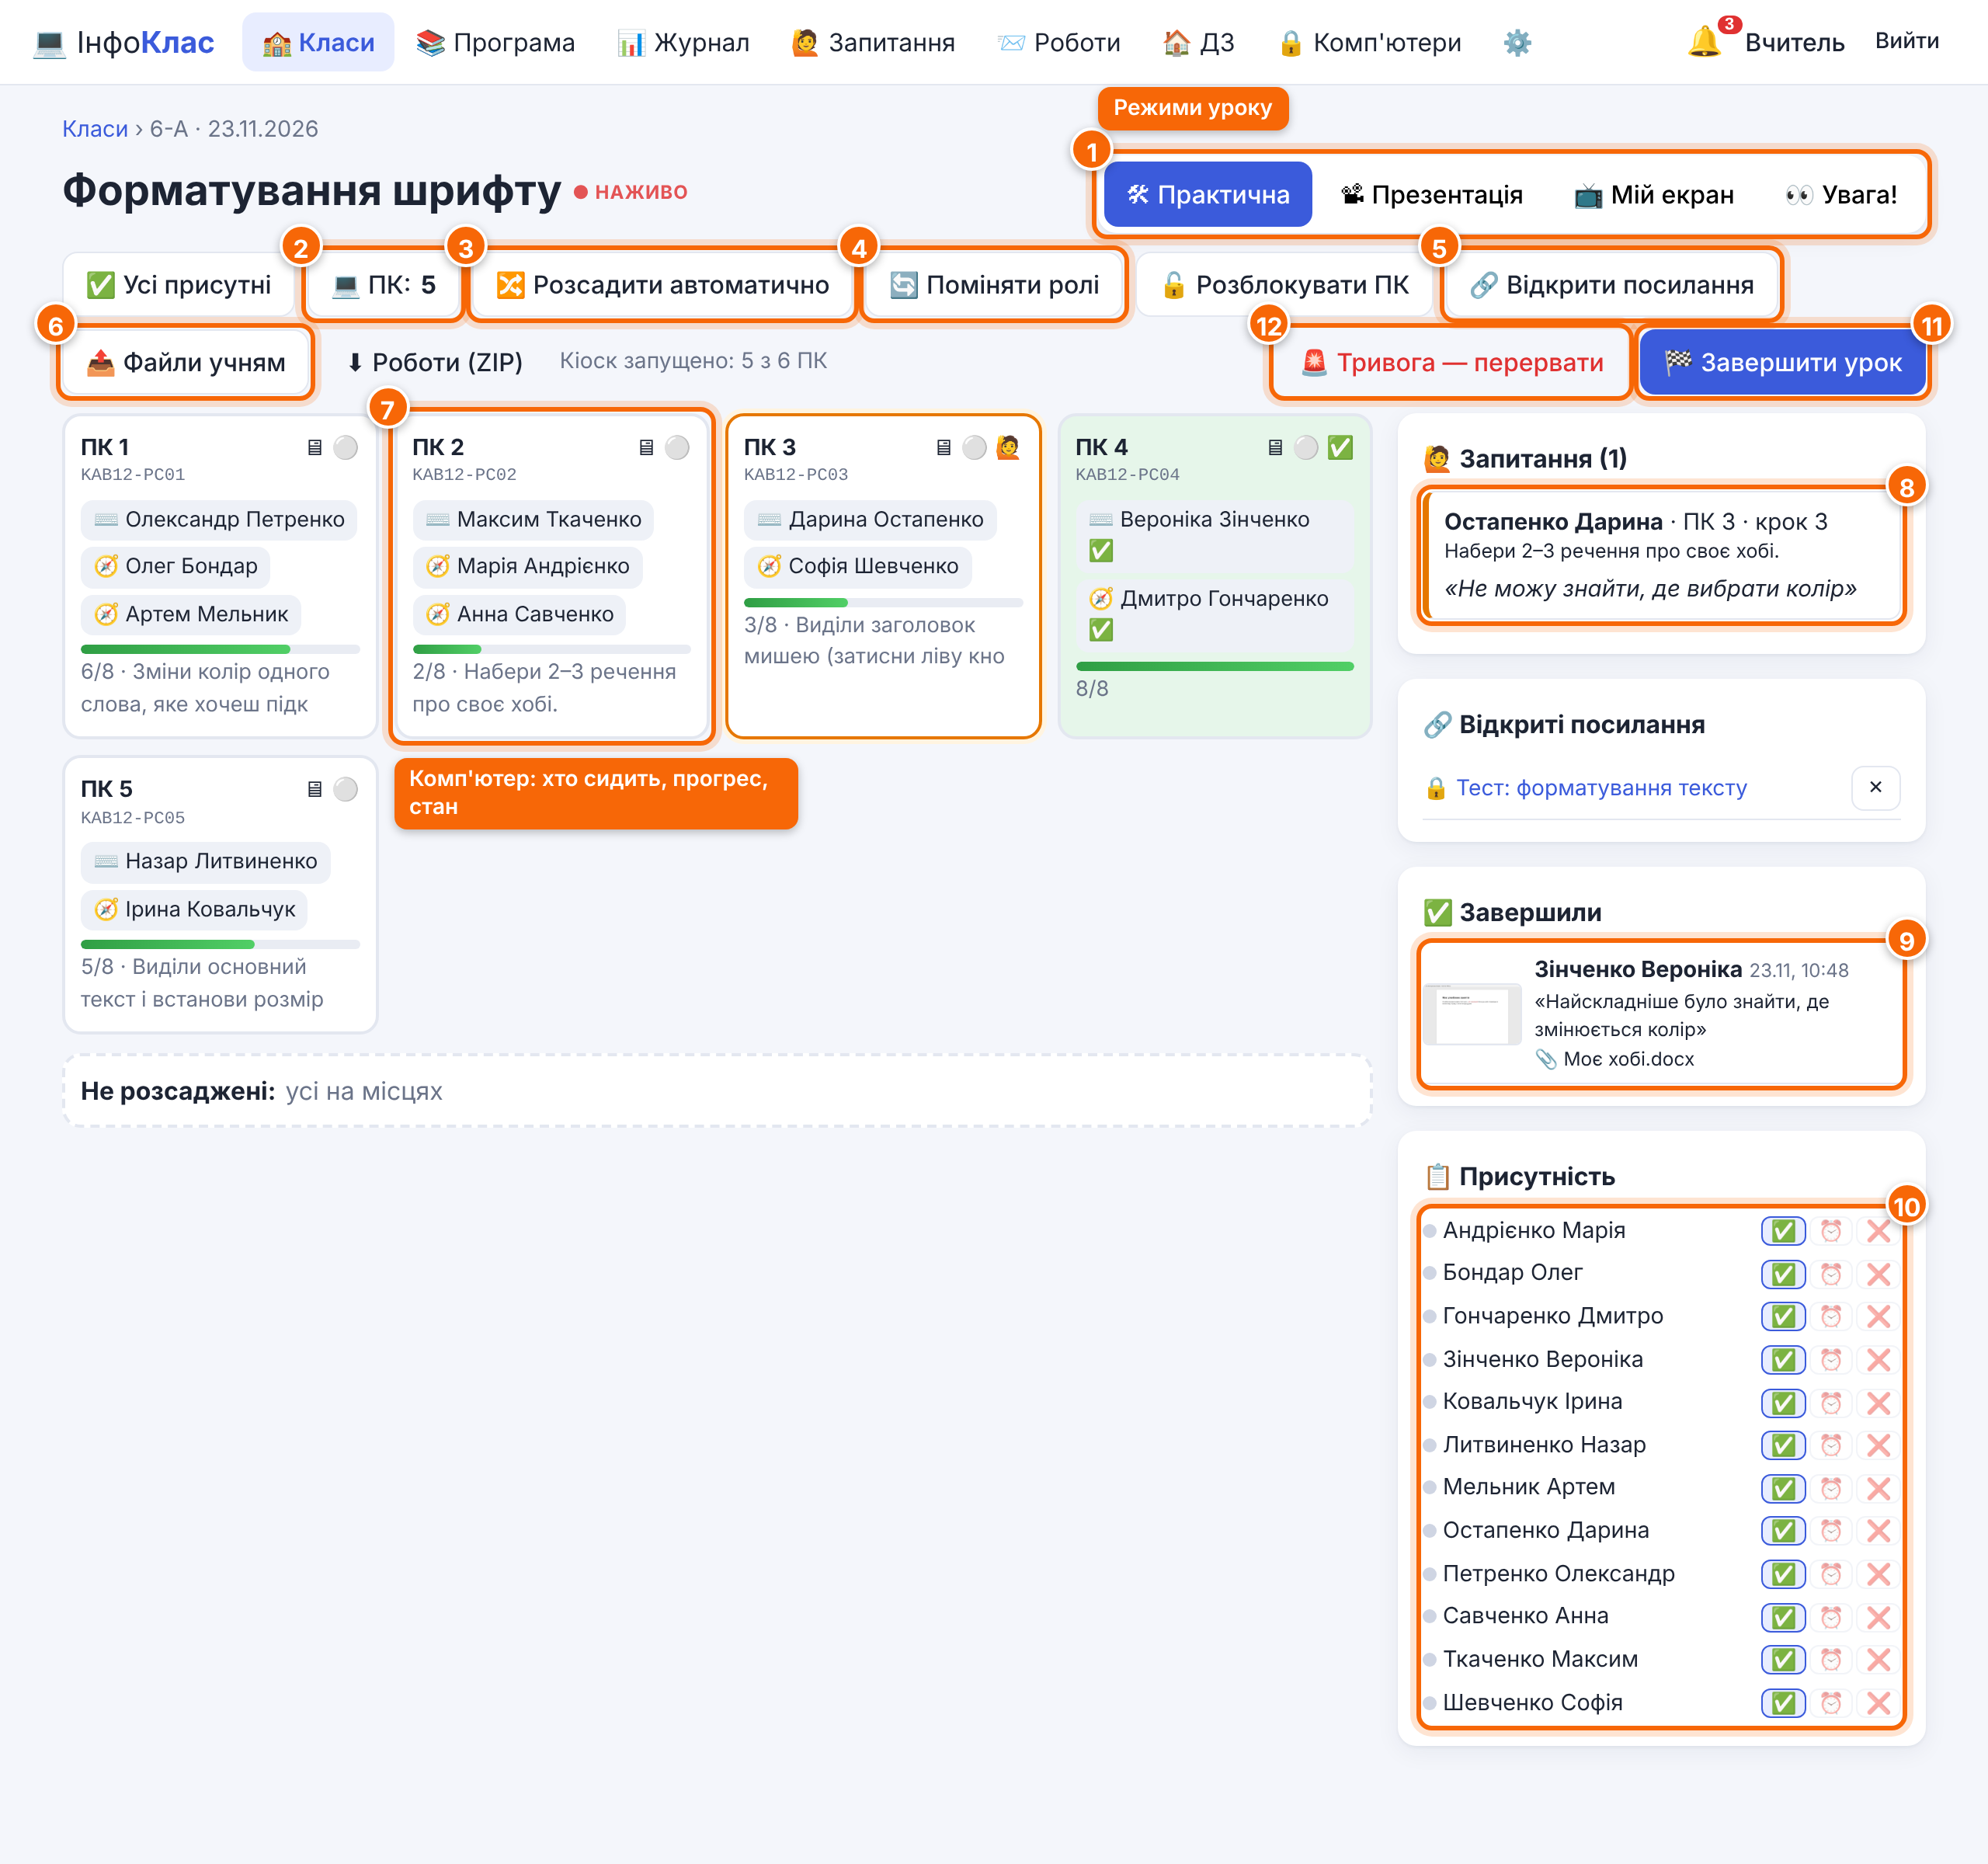 ІнфоКлас Класи Програма Журнал Запитання Роботи ДЗ Комп'ютери 3 Вчитель Вийти
Режими уроку
Класи › 6-А · 23.11.2026
1
Форматування шрифту НАЖИВО
Практична Презентація Мій екран Увага!
2 3 4 5
Усі присутні ПК: 5 Розсадити автоматично Поміняти ролі Розблокувати ПК Відкрити посилання
6 12 11
Файли учням Роботи (ZIP) Кіоск запущено: 5 з 6 ПК Тривога — перервати Завершити урок
7
ПК 1
KAB12-PC01
Олександр Петренко
Олег Бондар
Артем Мельник
6/8 · Зміни колір одного
слова, яке хочеш підк
ПК 2
KAB12-PC02
Максим Ткаченко
Марія Андрієнко
Анна Савченко
2/8 · Набери 2–3 речення
про своє хобі.
ПК 3
KAB12-PC03
Дарина Остапенко
Софія Шевченко
3/8 · Виділи заголовок
мишею (затисни ліву кно
ПК 4
KAB12-PC04
Вероніка Зінченко
Дмитро Гончаренко
8/8
ПК 5
KAB12-PC05
Назар Литвиненко
Ірина Ковальчук
5/8 · Виділи основний
текст і встанови розмір
Комп'ютер: хто сидить, прогрес,
стан
Не розсаджені: усі на місцях
Запитання (1)
8
Остапенко Дарина · ПК 3 · крок 3
Набери 2–3 речення про своє хобі.
«Не можу знайти, де вибрати колір»
Відкриті посилання
Тест: форматування тексту ×
Завершили
9
Зінченко Вероніка 23.11, 10:48
«Найскладніше було знайти, де
змінюється колір»
Моє хобі.docx
Присутність
10
Андрієнко Марія
Бондар Олег
Гончаренко Дмитро
Зінченко Вероніка
Ковальчук Ірина
Литвиненко Назар
Мельник Артем
Остапенко Дарина
Петренко Олександр
Савченко Анна
Ткаченко Максим
Шевченко Софія